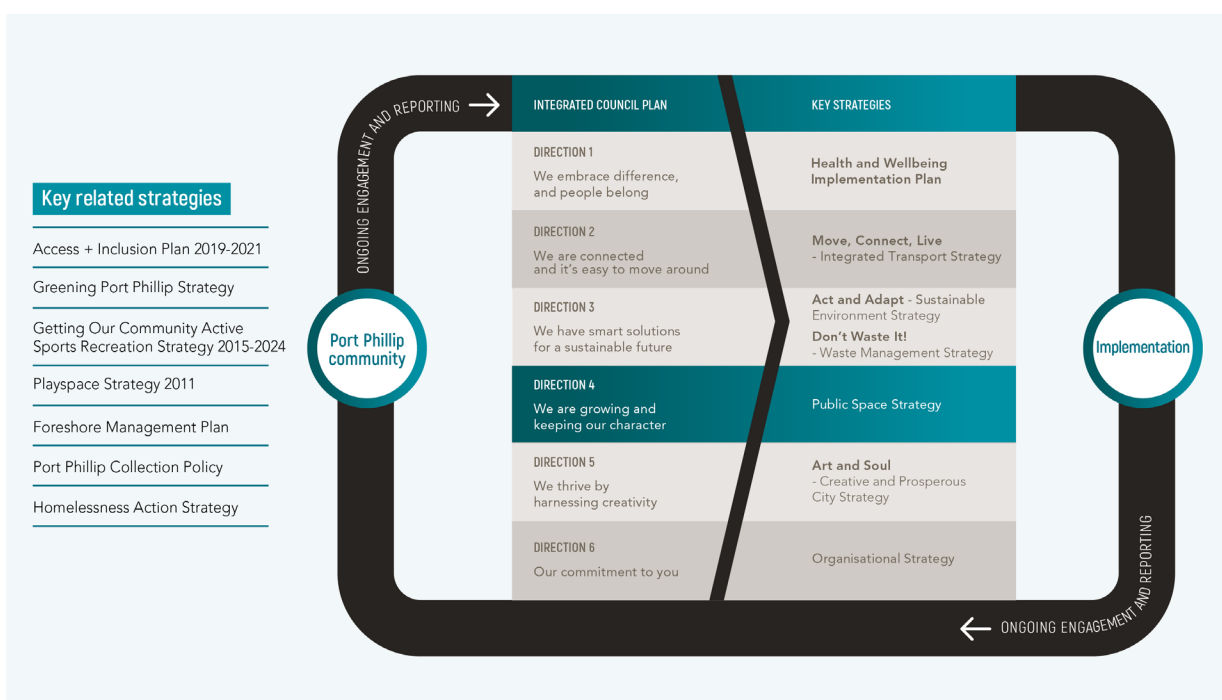 Key related strategies
Access + Inclusion Plan 2019-2021
Greening Port Phillip Strategy
Getting Our Community Active
Sports Recreation Strategy 2015-2024
Playspace Strategy 2011
Foreshore Management Plan
Port Phillip Collection Policy
Homelessness Action Strategy
Port Phillip
community
ONGOING ENGAGEMENT AND REPORTING
INTEGRATED COUNCIL PLAN
KEY STRATEGIES
DIRECTION 1
We embrace difference,
and people belong
Health and Wellbeing
Implementation Plan
DIRECTION 2
We are connected
and it's easy to move around
Move, Connect, Live
- Integrated Transport Strategy
DIRECTION 3
We have smart solutions
for a sustainable future
Act and Adapt - Sustainable
Environment Strategy
Don't Waste It!
- Waste Management Strategy
DIRECTION 4
We are growing and
keeping our character
Public Space Strategy
DIRECTION 5
We thrive by
harnessing creativity
Art and Soul
- Creative and Prosperous
City Strategy
DIRECTION 6
Our commitment to you
Organisational Strategy
Implementation
ONGOING ENGAGEMENT AND REPORTING